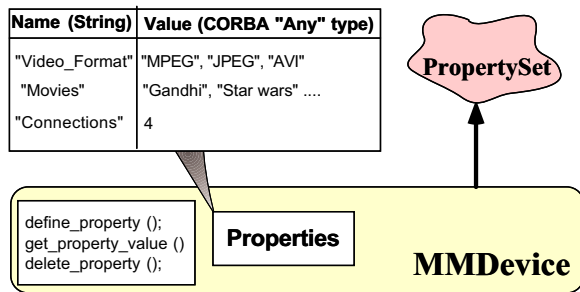 Name (String) Value (CORBA "Any" type)
"Video_Format" "MPEG", "JPEG", "AVI"
"Movies" "Gandhi", "Star wars" ....
"Connections" 4
PropertySet
define_property ();
get_property_value ()
delete_property ();
Properties
MMDevice